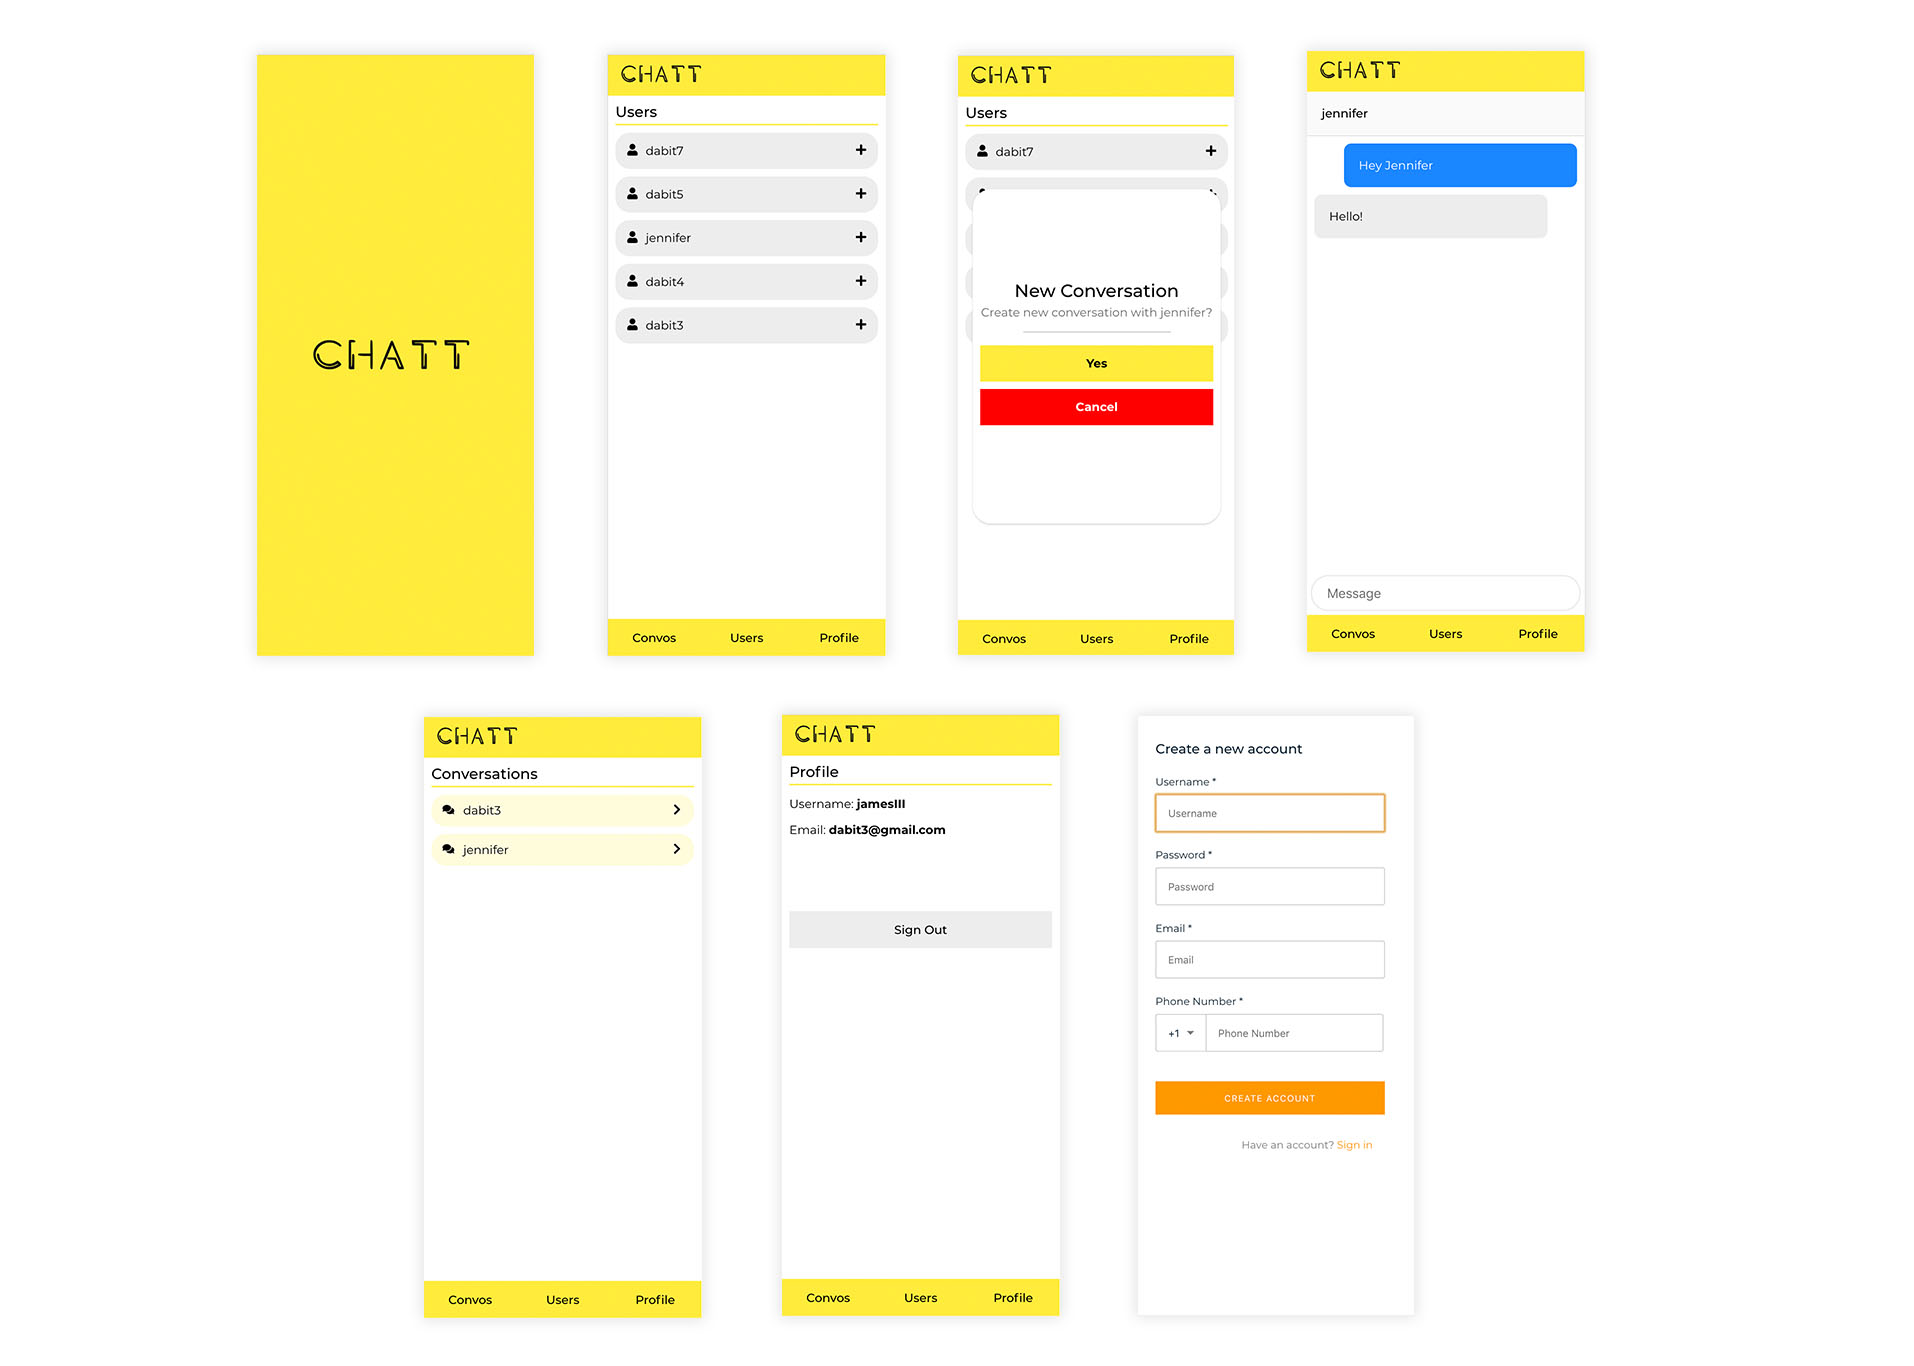 CHATT
CHATT
Users
dabit7
dabit5
jennifer
dabit4
dabit3
Convos Users Profile
CHATT
Users
dabit7
New Conversation
Create new conversation with jennifer?
Yes
Cancel
Convos Users Profile
CHATT
jennifer
Hey Jennifer
Hello!
Message
Convos Users Profile
CHATT
Conversations
dabit3
jennifer
Convos Users Profile
CHATT
Profile
Username: jamesIII
Email: dabit3@gmail.com
Sign Out
Convos Users Profile
Create a new account
Username *
Username
Password *
Password
Email *
Email
Phone Number *
+1 Phone Number
CREATE ACCOUNT
Have an account? Sign in